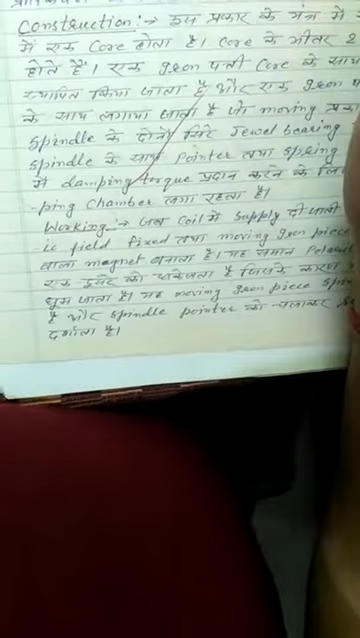 Construction:→ इस प्रकार के यंत्र में
में एक Core होता है। Core के भीतर 2
होते हैं। एक Iron पत्ती Core के साथ
स्थापित किया जाता है और एक Iron प
के साथ लगाया जाता है जो moving
Spindle के दोनों सिरे Jewel bearing
spindle के साथ Pointer तथा spring
में damping torque प्रदान करने के लि
-ping Chamber लगा रहता है।
Working:→ जब Coil में Supply दी जाती
-ic field fixed तथा moving Iron piece
वाला magnet बनाता है। यह समान
एक दुसरे को धकेलता है जिसके कारण
घुम जाता है। यह moving Iron piece
है और spindle pointer को चलाकर
दर्शाता है।